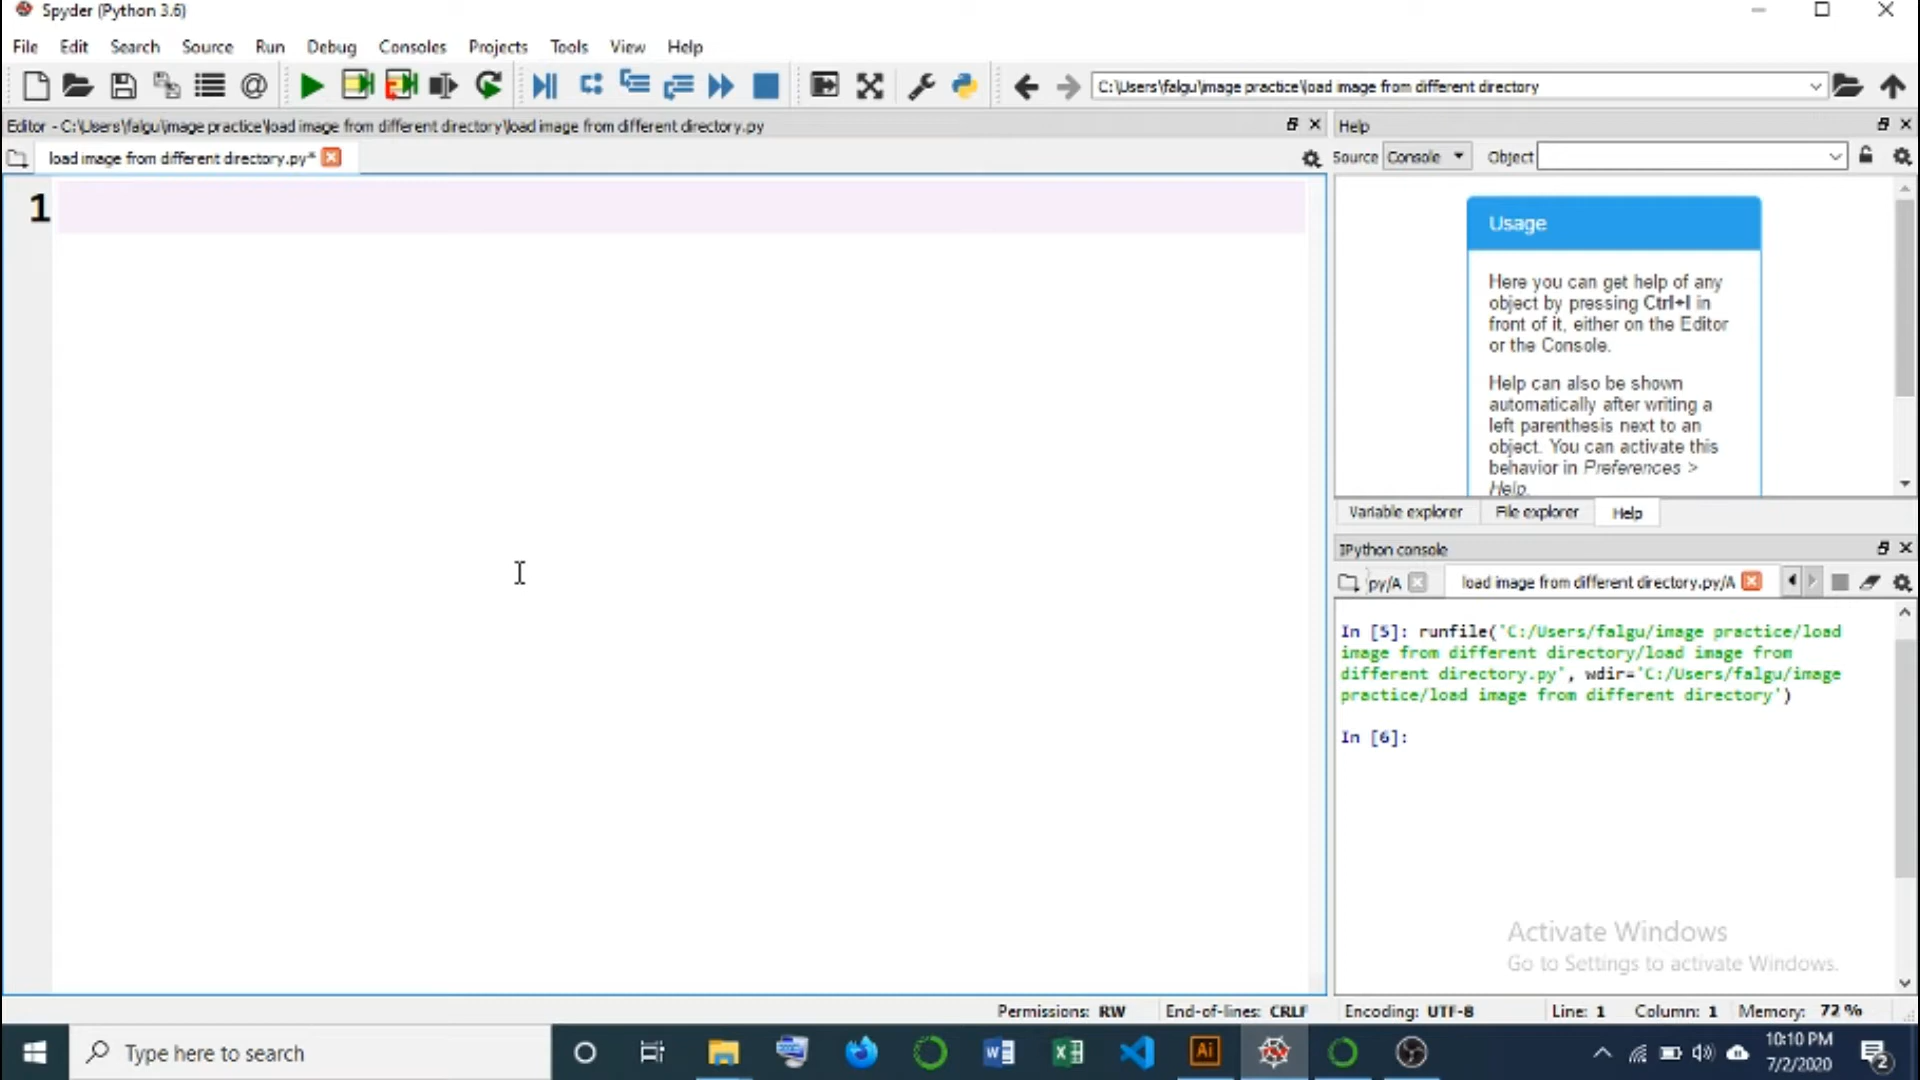 Spyder (Python 3.6)
File Edit Search Source Run Debug Consoles Projects Tools View Help
C:\Users\falgu\image practice\load image from different directory
Editor - C:\Users\falgu\image practice\load image from different directory\load image from different directory.py
Help
load image from different directory.py*
Source Console Object
1
Usage
Here you can get help of any
object by pressing Ctrl+I in
front of it, either on the Editor
or the Console.
Help can also be shown
automatically after writing a
left parenthesis next to an
object. You can activate this
behavior in Preferences >
Help.
Variable explorer File explorer Help
IPython console
py/A load image from different directory.py/A
In [5]: runfile('C:/Users/falgu/image practice/load
image from different directory/load image from
different directory.py', wdir='C:/Users/falgu/image
practice/load image from different directory')
In [6]:
Activate Windows
Go to Settings to activate Windows.
Permissions: RW End-of-lines: CRLF Encoding: UTF-8 Line: 1 Column: 1 Memory: 72 %
Type here to search
Ai
10:10 PM
7/2/2020
2